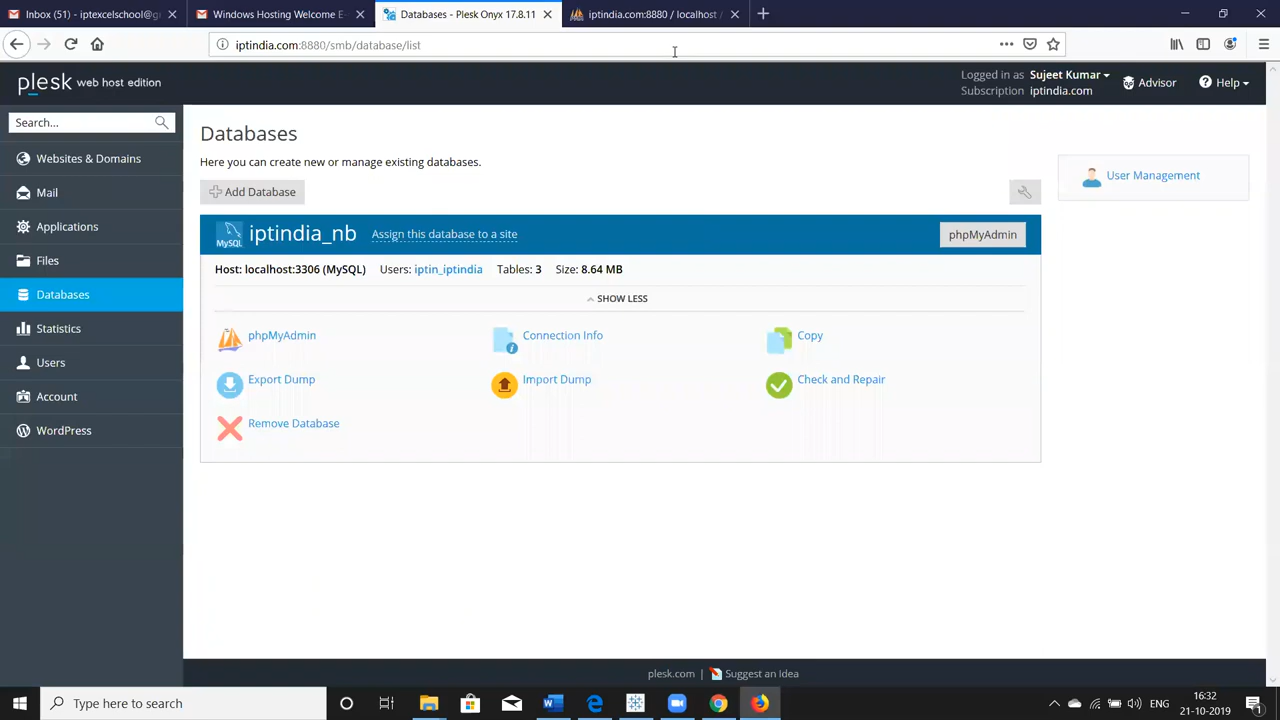 Inbox (51) - iptexcelschool@g
Windows Hosting Welcome E-
Databases - Plesk Onyx 17.8.11
iptindia.com:8880 / localhost /
iptindia.com:8880/smb/database/list
plesk web host edition
Logged in as Sujeet Kumar
Subscription iptindia.com
Advisor
Help
Search...
Websites & Domains
Mail
Applications
Files
Databases
Statistics
Users
Account
WordPress
Databases
Here you can create new or manage existing databases.
Add Database
User Management
MySQL
iptindia_nb
Assign this database to a site
phpMyAdmin
Host: localhost:3306 (MySQL) Users: iptin_iptindia Tables: 3 Size: 8.64 MB
SHOW LESS
phpMyAdmin
Connection Info
Copy
Export Dump
Import Dump
Check and Repair
Remove Database
plesk.com | Suggest an Idea
Type here to search
ENG
16:32
21-10-2019
1